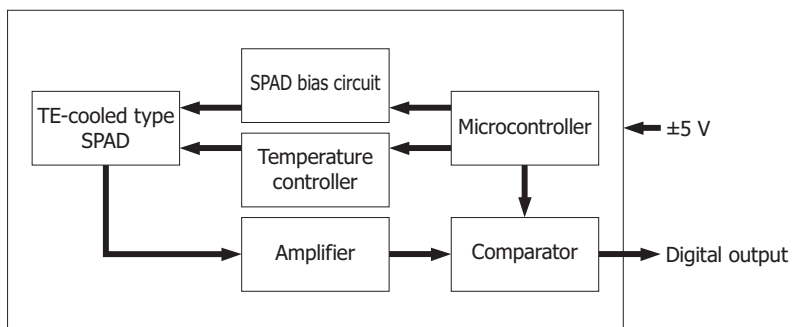 SPAD bias circuit
TE-cooled type
SPAD
Microcontroller
±5 V
Temperature
controller
Amplifier
Comparator
Digital output